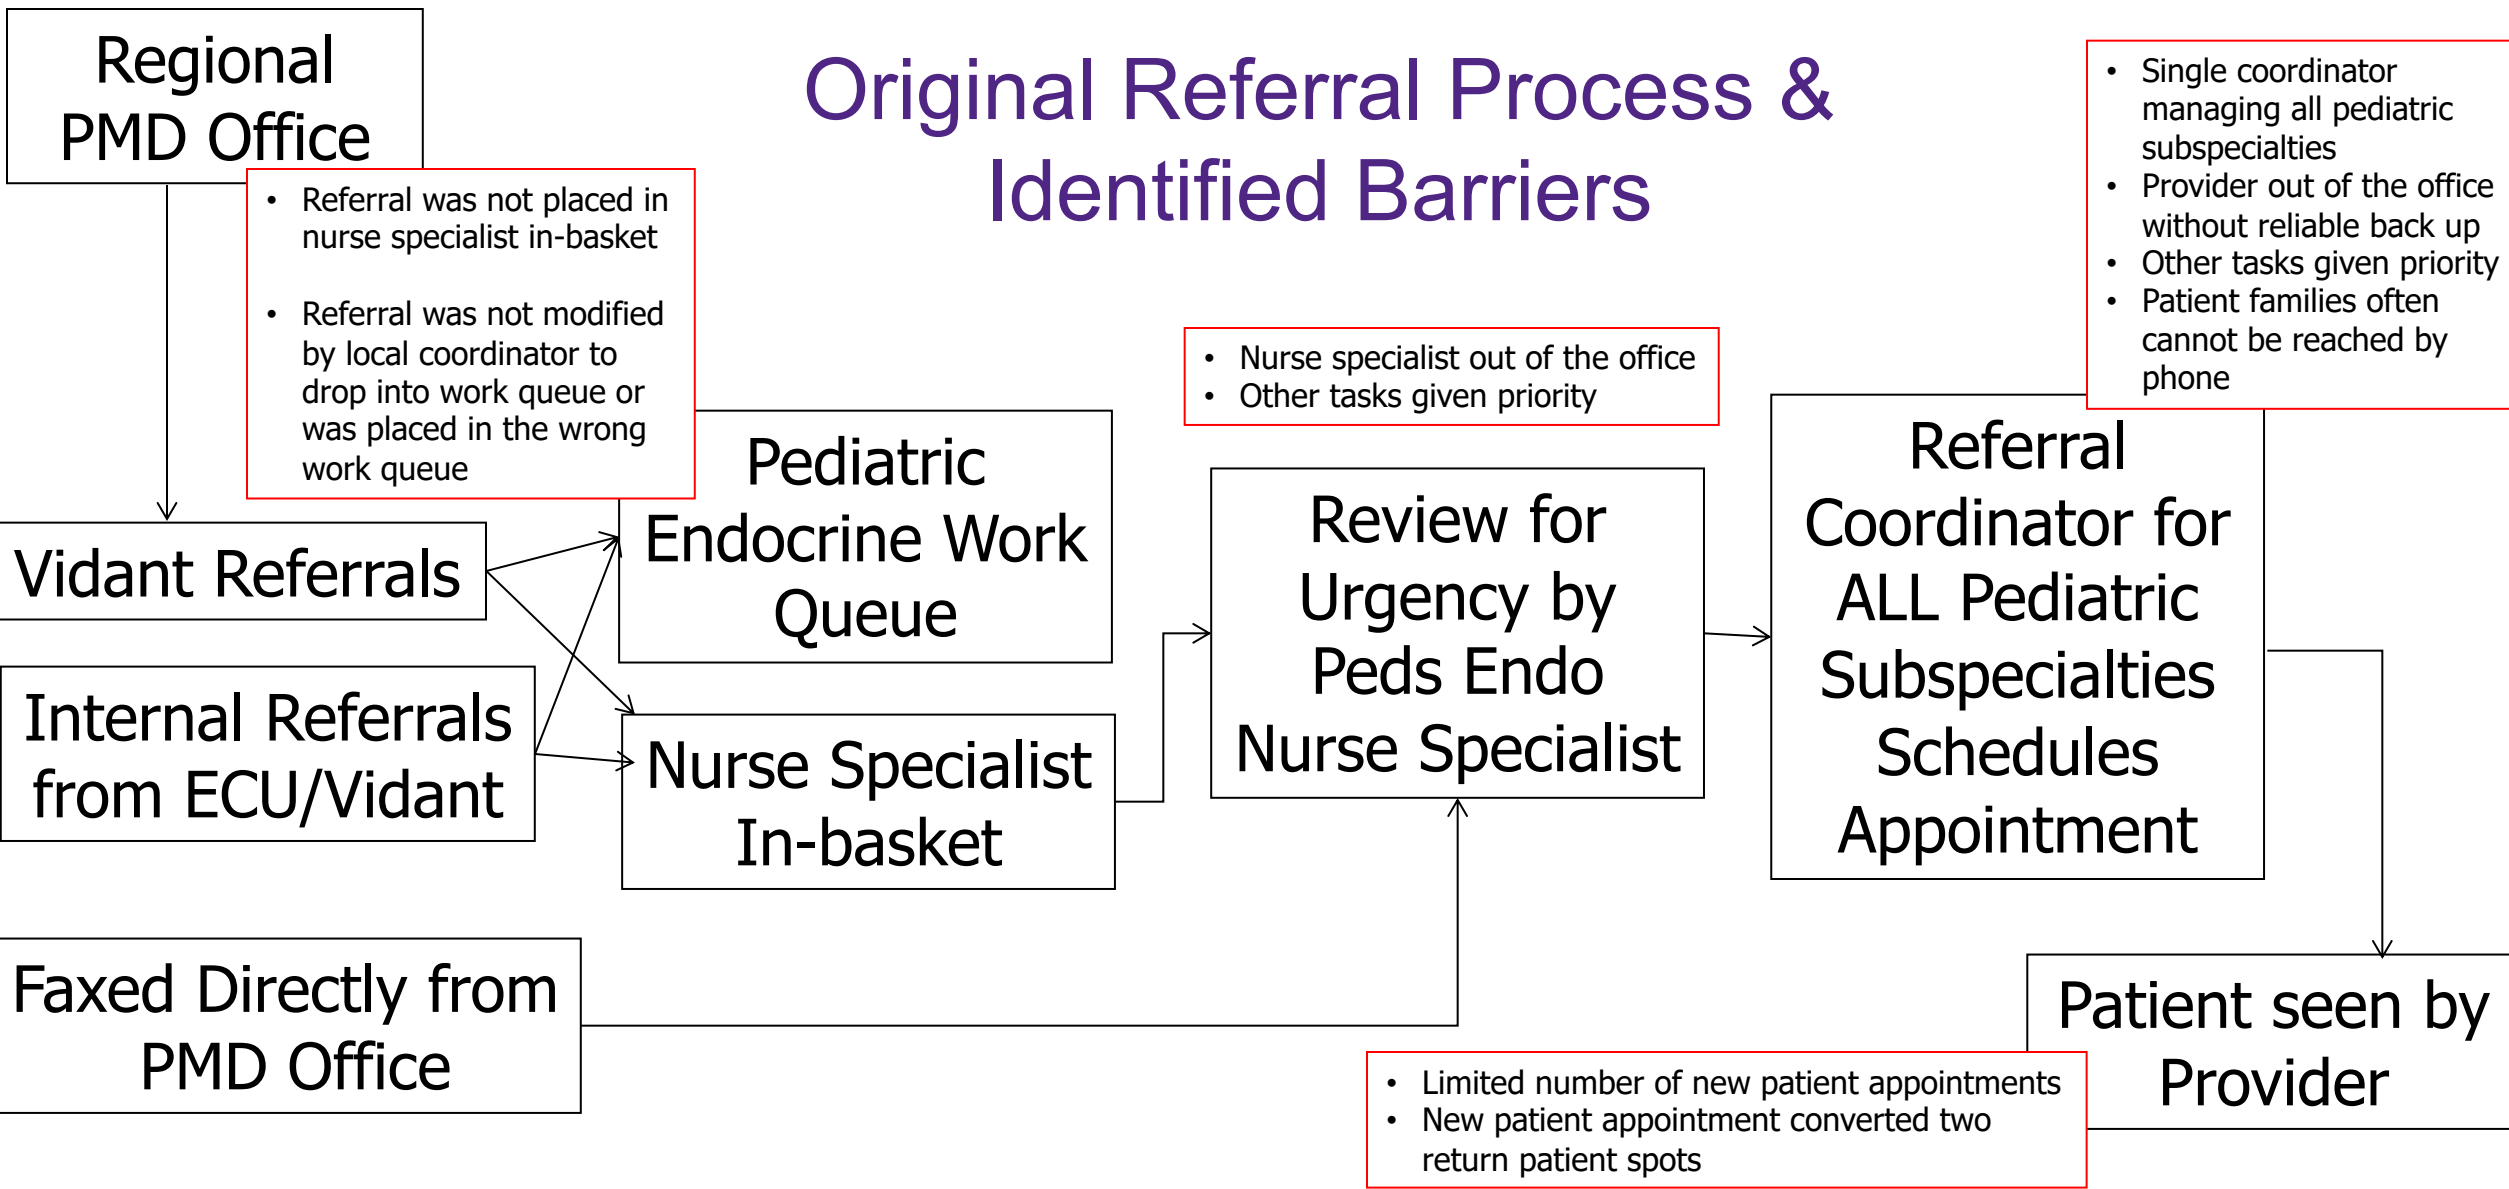 Original Referral Process &
Identified Barriers
Regional
PMD Office
• Referral was not placed in
nurse specialist in-basket
• Referral was not modified
by local coordinator to
drop into work queue or
was placed in the wrong
work queue
Vidant Referrals
Internal Referrals
from ECU/Vidant
Faxed Directly from
PMD Office
Pediatric
Endocrine Work
Queue
Nurse Specialist
In-basket
• Nurse specialist out of the office
• Other tasks given priority
Review for
Urgency by
Peds Endo
Nurse Specialist
• Single coordinator
managing all pediatric
subspecialties
• Provider out of the office
without reliable back up
• Other tasks given priority
• Patient families often
cannot be reached by
phone
Referral
Coordinator for
ALL Pediatric
Subspecialties
Schedules
Appointment
• Limited number of new patient appointments
• New patient appointment converted two
return patient spots
Patient seen by
Provider